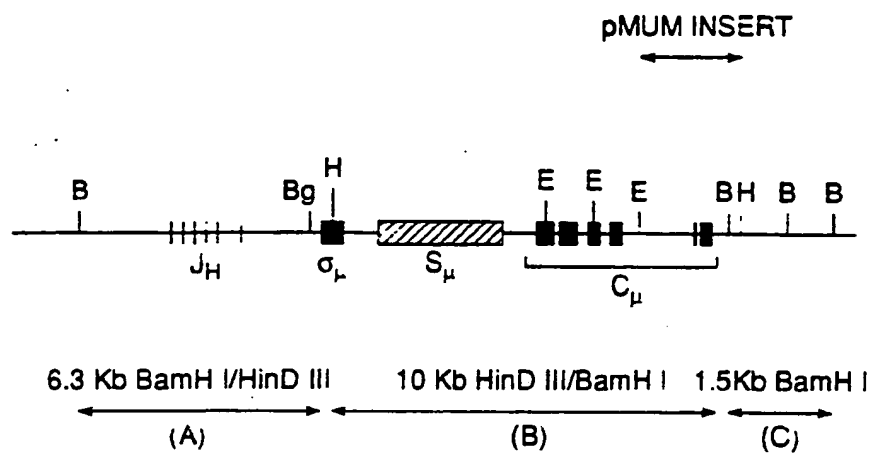 pMUM INSERT
H
B Bg E E E B H B B
J_H σ_μ S_μ
C_μ
6.3 Kb BamH I/HinD III 10 Kb HinD III/BamH I 1.5Kb BamH I
(A) (B) (C)